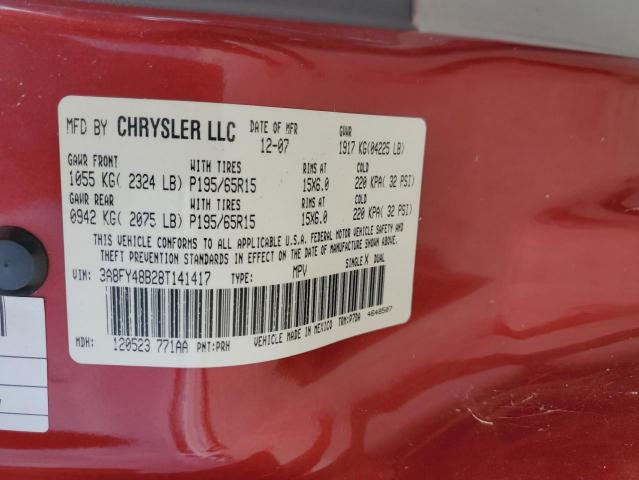 MFD BY CHRYSLER LLC DATE OF MFR 12-07 GVWR 1917 KG(04225 LB)
GAWR FRONT WITH TIRES RIMS AT COLD
1055 KG( 2324 LB) P195/65R15 15X6.0 220 KPA( 32 PSI)
GAWR REAR WITH TIRES RIMS AT COLD
0942 KG( 2075 LB) P195/65R15 15X6.0 220 KPA( 32 PSI)
THIS VEHICLE CONFORMS TO ALL APPLICABLE U.S.A. FEDERAL MOTOR VEHICLE SAFETY AND
THEFT PREVENTION STANDARDS IN EFFECT ON THE DATE OF MANUFACTURE SHOWN ABOVE.
VIN: 3A8FY48B28T141417 TYPE: MPV SINGLE X DUAL
MDH: 120523 771AA PNT:PRH VEHICLE MADE IN MEXICO TRM:P7DA 4648507